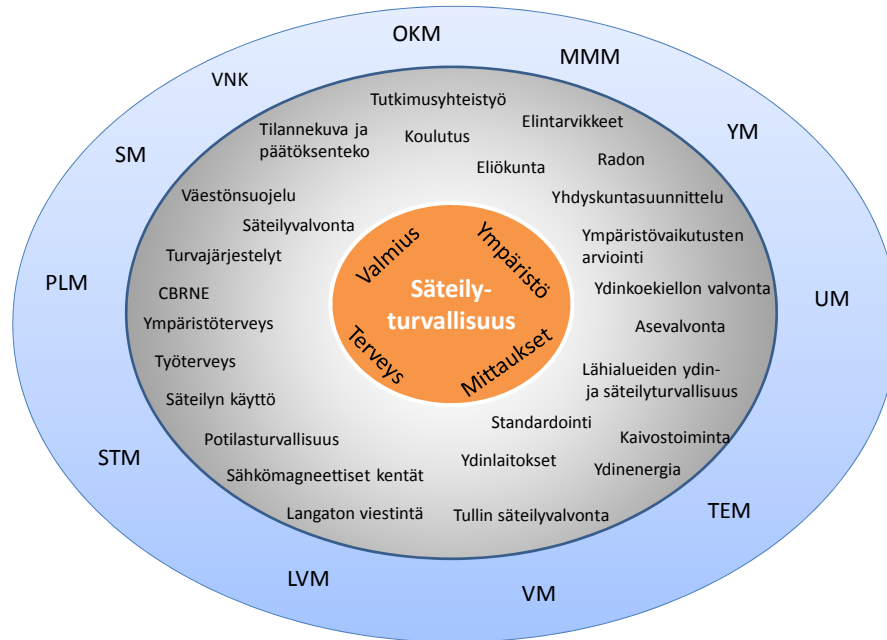 OKM
MMM
VNK
YM
SM
PLM
UM
STM
TEM
LVM
VM
Tutkimusyhteistyö
Tilannekuva ja
päätöksenteko
Koulutus
Elintarvikkeet
Eliökunta
Radon
Väestönsuojelu
Yhdyskuntasuunnittelu
Säteilyvalvonta
Turvajärjestelyt
Ympäristövaikutusten
arviointi
CBRNE
Ydinkoekiellon valvonta
Ympäristöterveys
Asevalvonta
Työterveys
Lähialueiden ydin-
ja säteilyturvallisuus
Säteilyn käyttö
Standardointi
Potilasturvallisuus
Kaivostoiminta
Ydinlaitokset
Ydinenergia
Sähkömagneettiset kentät
Langaton viestintä
Tullin säteilyvalvonta
Valmius
Ympäristö
Säteily-
turvallisuus
Terveys
Mittaukset